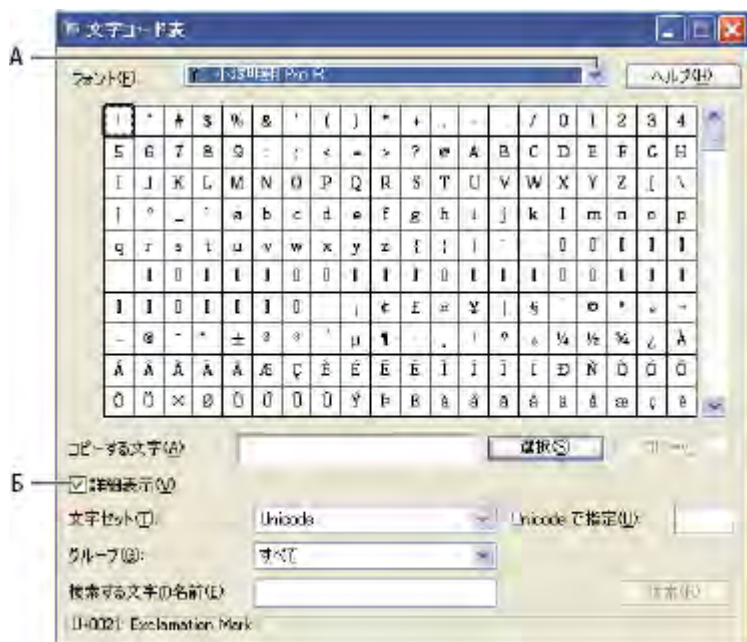 文字コード表
А
フォント(F): Pro R
ヘルプ(H)
! " # $ % & ' ( ) * + , - . / 0 1 2 3 4
5 6 7 8 9 : ; < = > ? @ A B C D E F G H
I J K L M N O P Q R S T U V W X Y Z [ \
] ^ _ ` a b c d e f g h i j k l m n o p
q r s t u v w x y z { | }
¡ ¢ £ ¤ ¥ ¦ §
® ± µ ¶ ¼ ½ ¾ ¿ À
Á Â Ã Ä Å Æ Ç È É Ê Ë Ì Í Î Ï Ð Ñ Ò Ó Ô
Õ Ö × Ø Ù Ú Û Ü Ý Þ ß à á â ã ä å æ ç è
コピーする文字(A):
選択(S)
Б
詳細表示(V)
文字セット(T): Unicode
Unicode で指定(U):
グループ(G): すべて
検索する文字の名前(E):
検索(R)
U+0021: Exclamation Mark